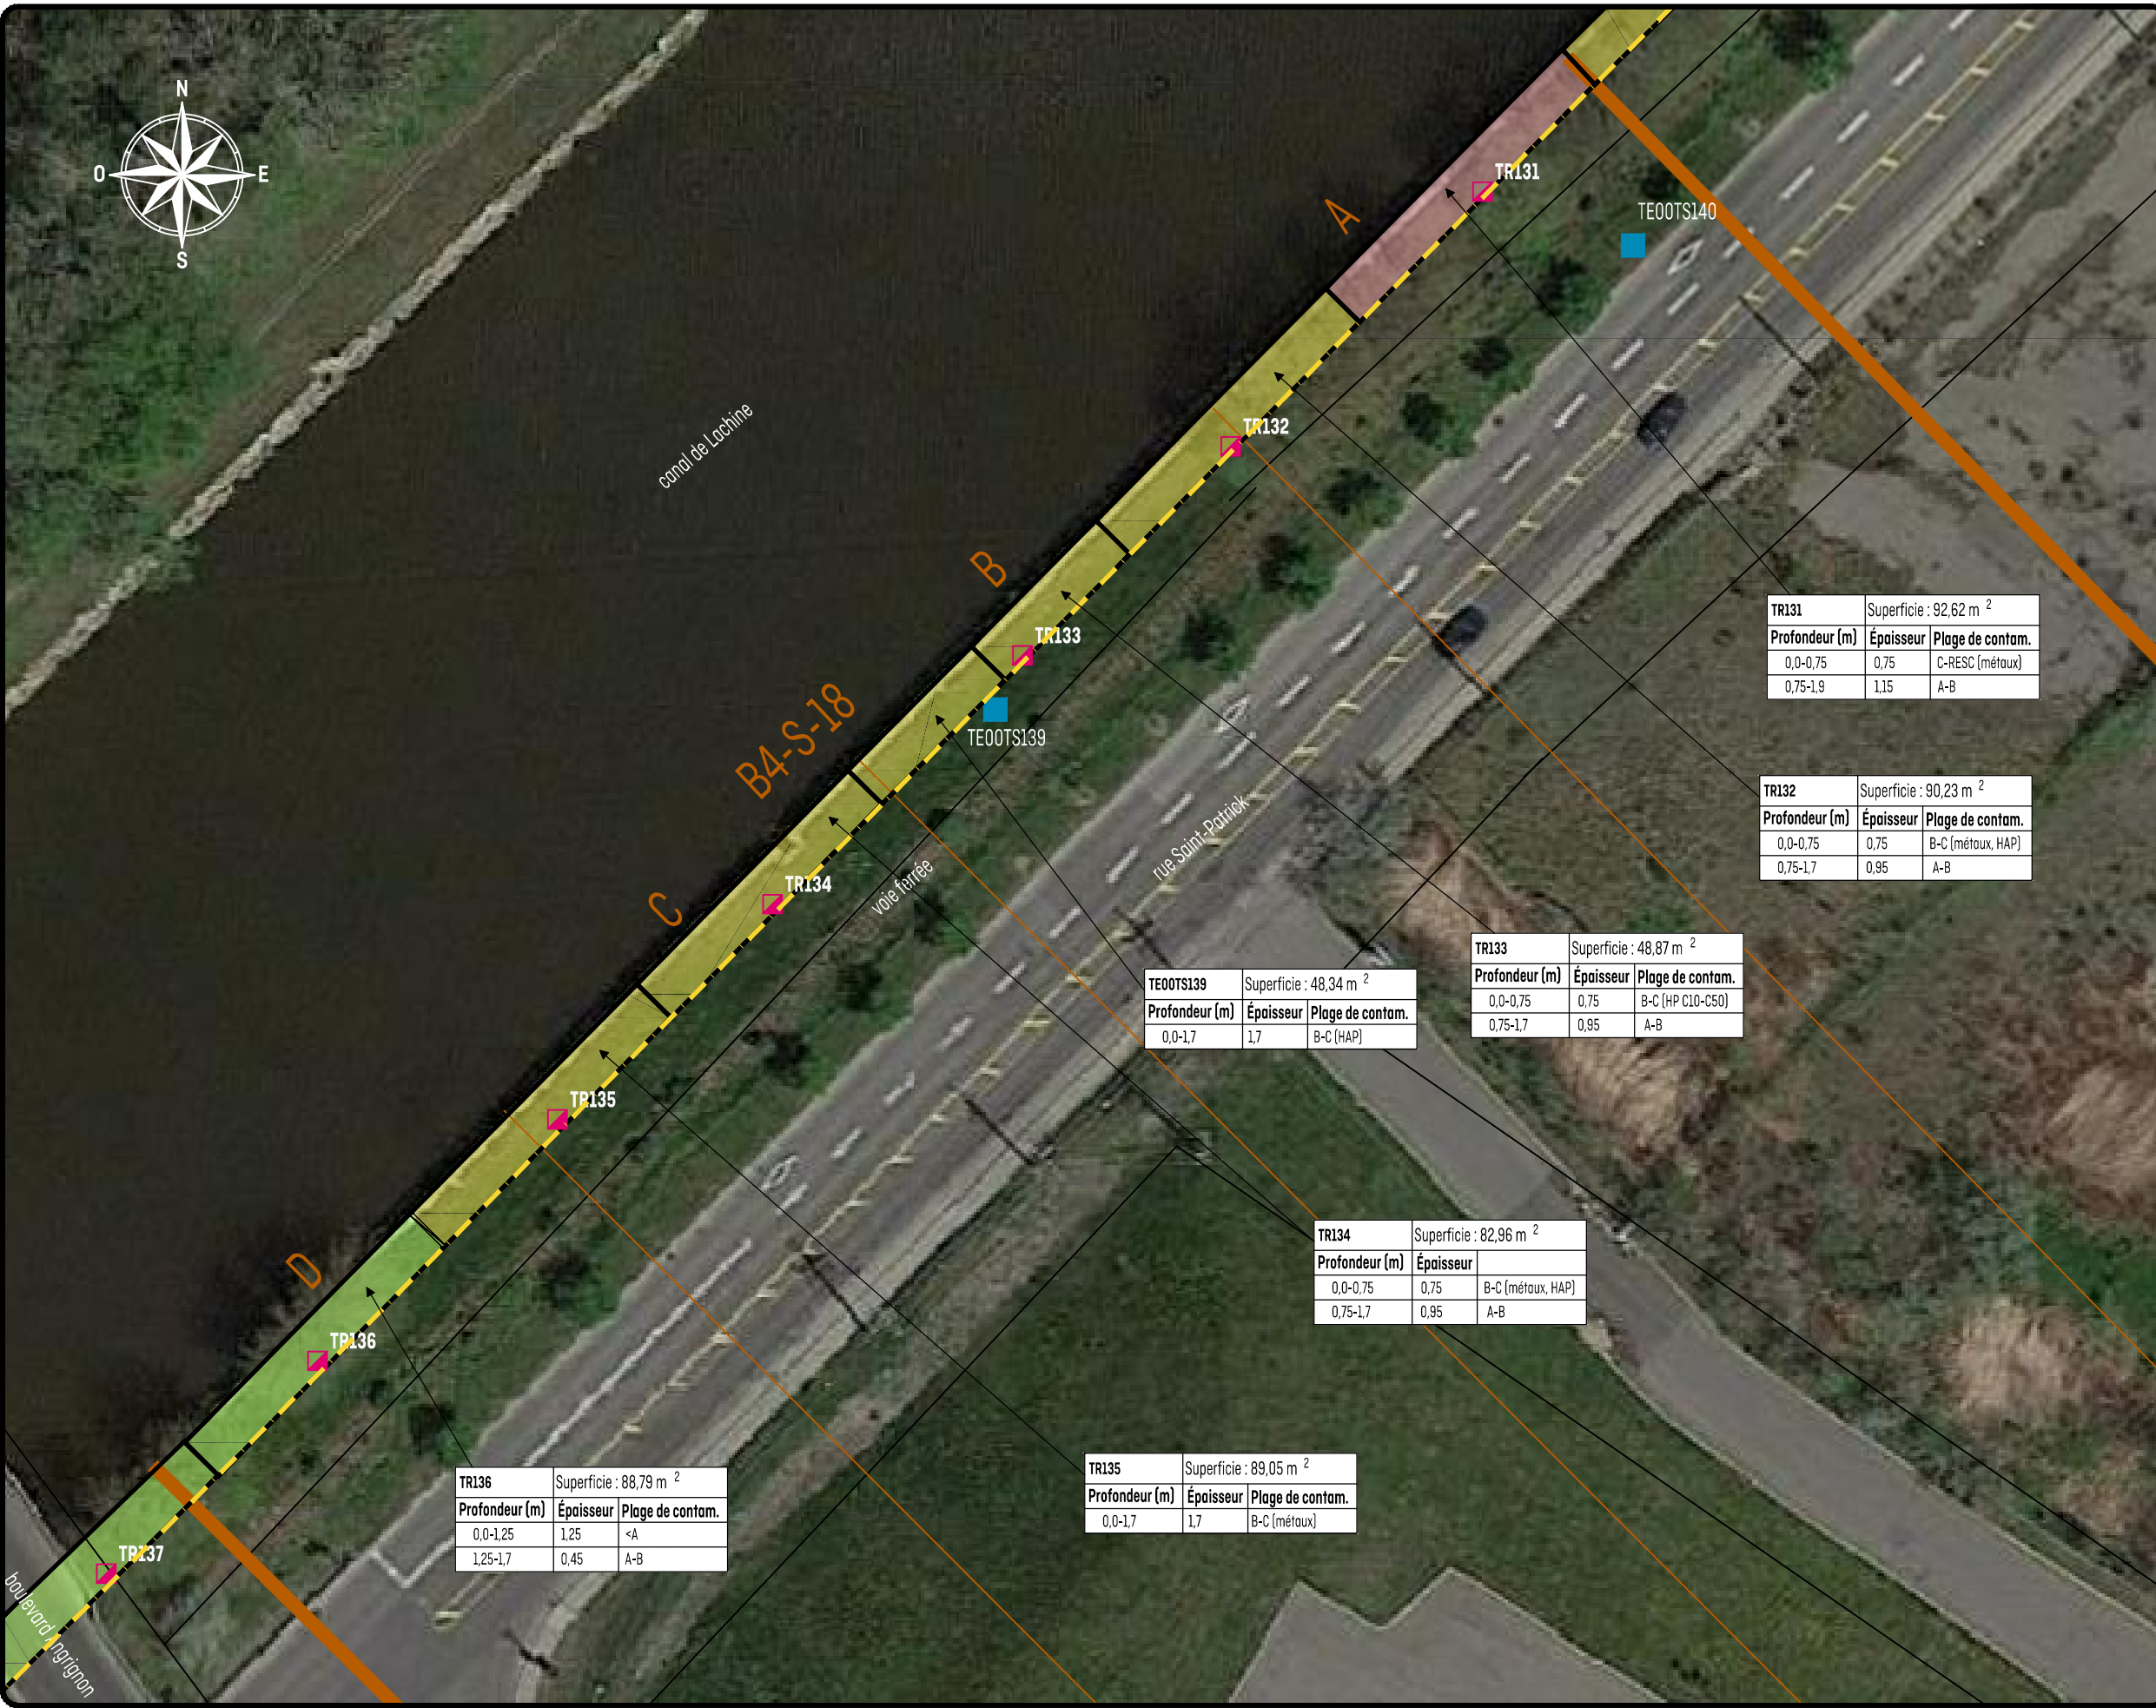 N
O E
S
TR131
TE00TS140
A
TR132
canal de Lachine
B
TR133
TE00TS139
B4-S-18
rue Saint-Patrick
voie ferrée
C
TR134
TR135
D
TR136
TR137
boulevard Angrignon
TR131 Superficie : 92,62 m 2
Profondeur (m) Épaisseur Plage de contam.
0,0-0,75 0,75 C-RESC (métaux)
0,75-1,9 1,15 A-B
TR132 Superficie : 90,23 m 2
Profondeur (m) Épaisseur Plage de contam.
0,0-0,75 0,75 B-C (métaux, HAP)
0,75-1,7 0,95 A-B
TR133 Superficie : 48,87 m 2
Profondeur (m) Épaisseur Plage de contam.
0,0-0,75 0,75 B-C (HP C10-C50)
0,75-1,7 0,95 A-B
TE00TS139 Superficie : 48,34 m 2
Profondeur (m) Épaisseur Plage de contam.
0,0-1,7 1,7 B-C (HAP)
TR134 Superficie : 82,96 m 2
Profondeur (m) Épaisseur
0,0-0,75 0,75 B-C (métaux, HAP)
0,75-1,7 0,95 A-B
TR135 Superficie : 89,05 m 2
Profondeur (m) Épaisseur Plage de contam.
0,0-1,7 1,7 B-C (métaux)
TR136 Superficie : 88,79 m 2
Profondeur (m) Épaisseur Plage de contam.
0,0-1,25 1,25 <A
1,25-1,7 0,45 A-B